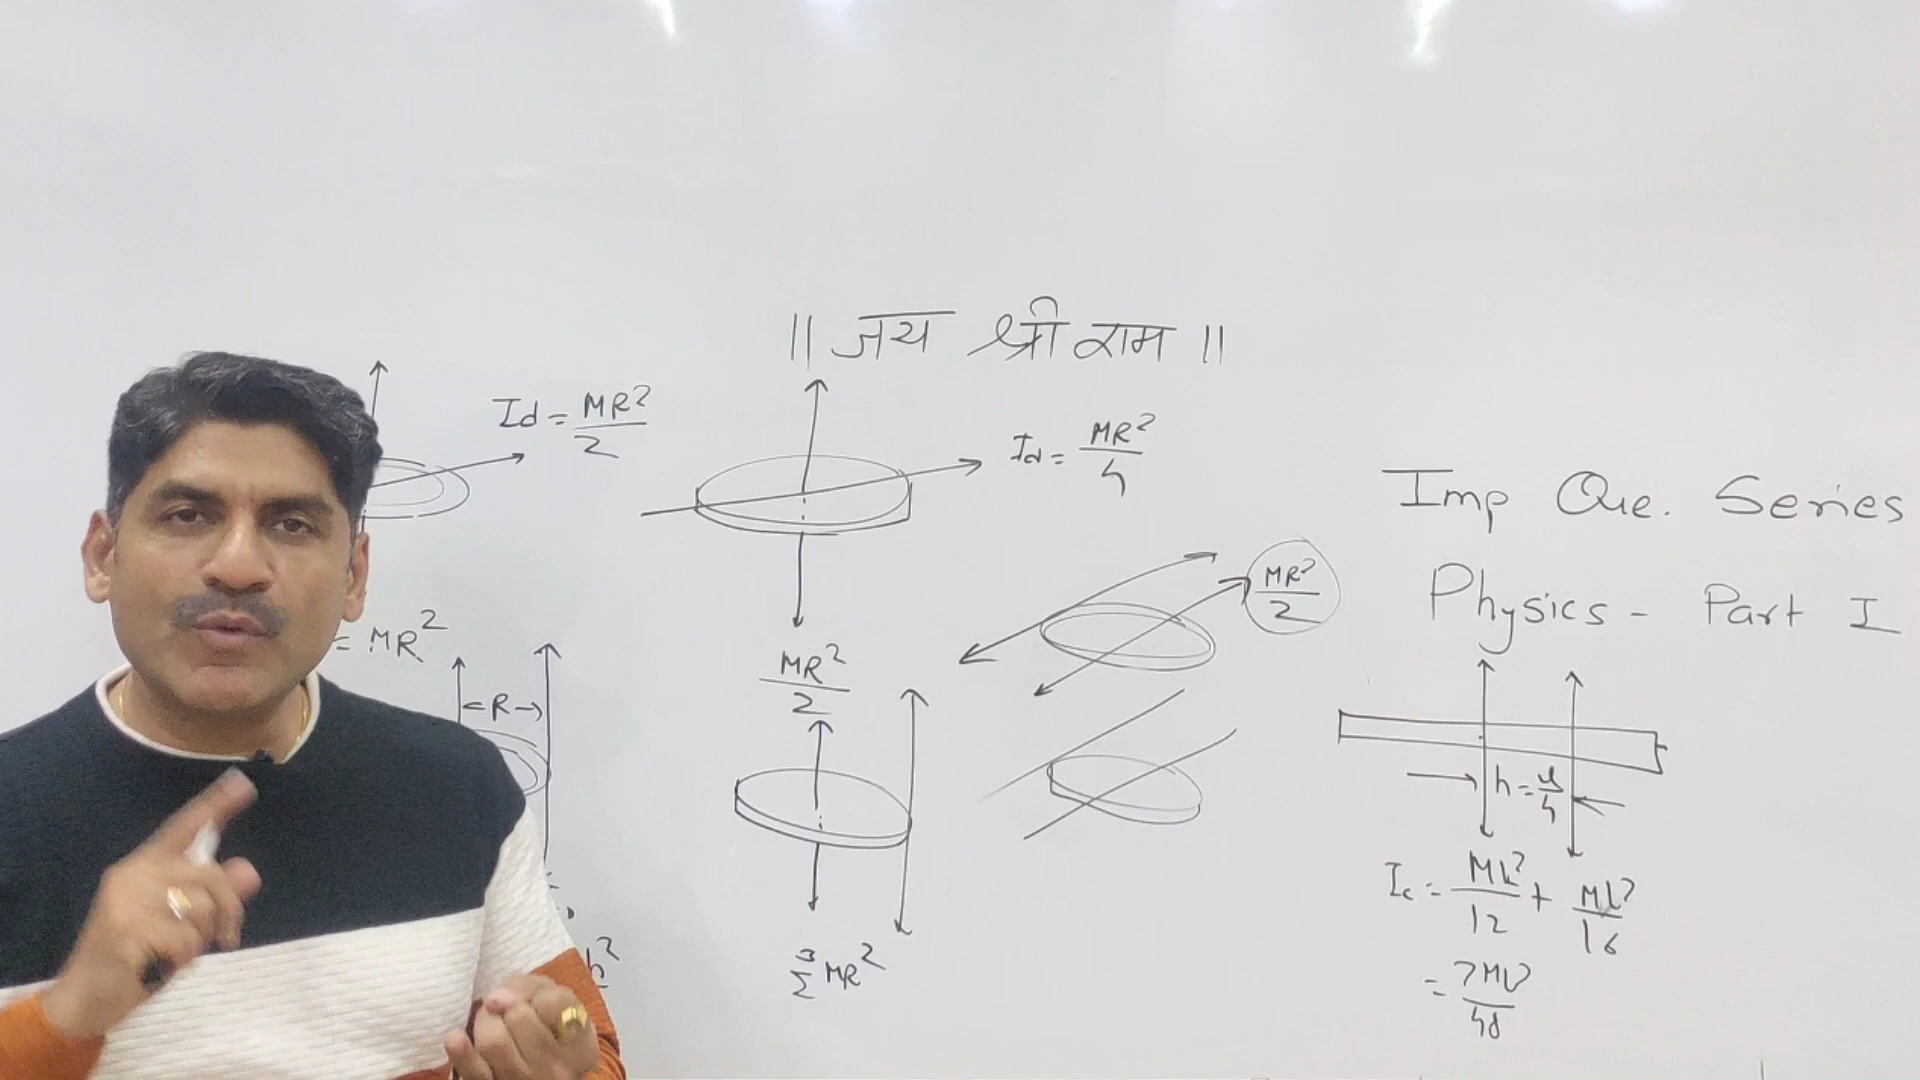 ॥ जय श्री राम ॥
Id = MR²/2
Id = MR²/4
Imp Que. Series
Physics - Part I
MR²/2
= MR²
MR²/2
←R→
h = l/4
Ic = ML²/12 + ML²/16
= 7ML²/48
h²
3/2 MR²